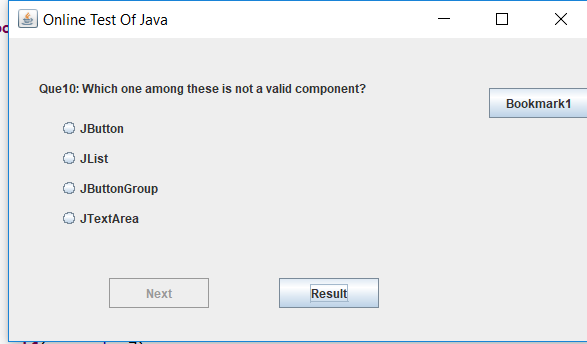 Online Test Of Java
Que10: Which one among these is not a valid component?
Bookmark1
JButton
JList
JButtonGroup
JTextArea
Next
Result